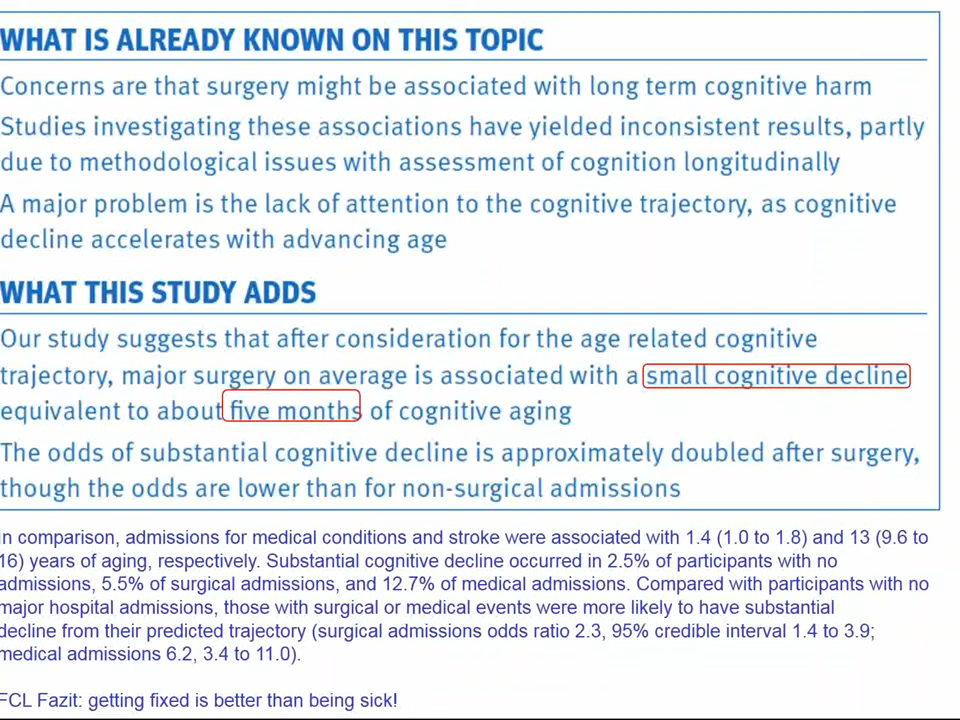 WHAT IS ALREADY KNOWN ON THIS TOPIC
Concerns are that surgery might be associated with long term cognitive harm
Studies investigating these associations have yielded inconsistent results, partly
due to methodological issues with assessment of cognition longitudinally
A major problem is the lack of attention to the cognitive trajectory, as cognitive
decline accelerates with advancing age
WHAT THIS STUDY ADDS
Our study suggests that after consideration for the age related cognitive
trajectory, major surgery on average is associated with a small cognitive decline
equivalent to about five months of cognitive aging
The odds of substantial cognitive decline is approximately doubled after surgery,
though the odds are lower than for non-surgical admissions
In comparison, admissions for medical conditions and stroke were associated with 1.4 (1.0 to 1.8) and 13 (9.6 to
16) years of aging, respectively. Substantial cognitive decline occurred in 2.5% of participants with no
admissions, 5.5% of surgical admissions, and 12.7% of medical admissions. Compared with participants with no
major hospital admissions, those with surgical or medical events were more likely to have substantial
decline from their predicted trajectory (surgical admissions odds ratio 2.3, 95% credible interval 1.4 to 3.9;
medical admissions 6.2, 3.4 to 11.0).
FCL Fazit: getting fixed is better than being sick!